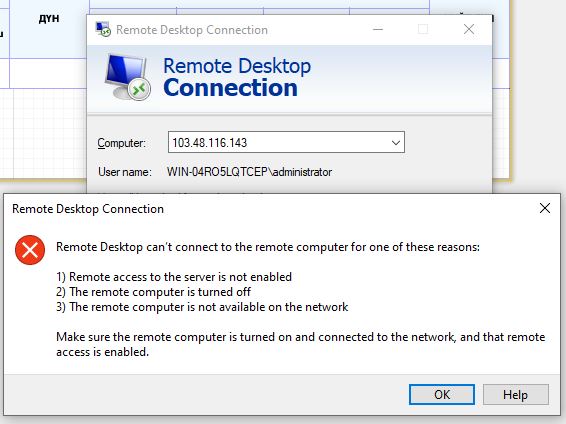 ДҮН
Remote Desktop Connection
Remote Desktop
Connection
Computer:
103.48.116.143
User name:
WIN-04RO5LQTCEP\administrator
Remote Desktop Connection
Remote Desktop can't connect to the remote computer for one of these reasons:
1) Remote access to the server is not enabled
2) The remote computer is turned off
3) The remote computer is not available on the network
Make sure the remote computer is turned on and connected to the network, and that remote
access is enabled.
OK
Help